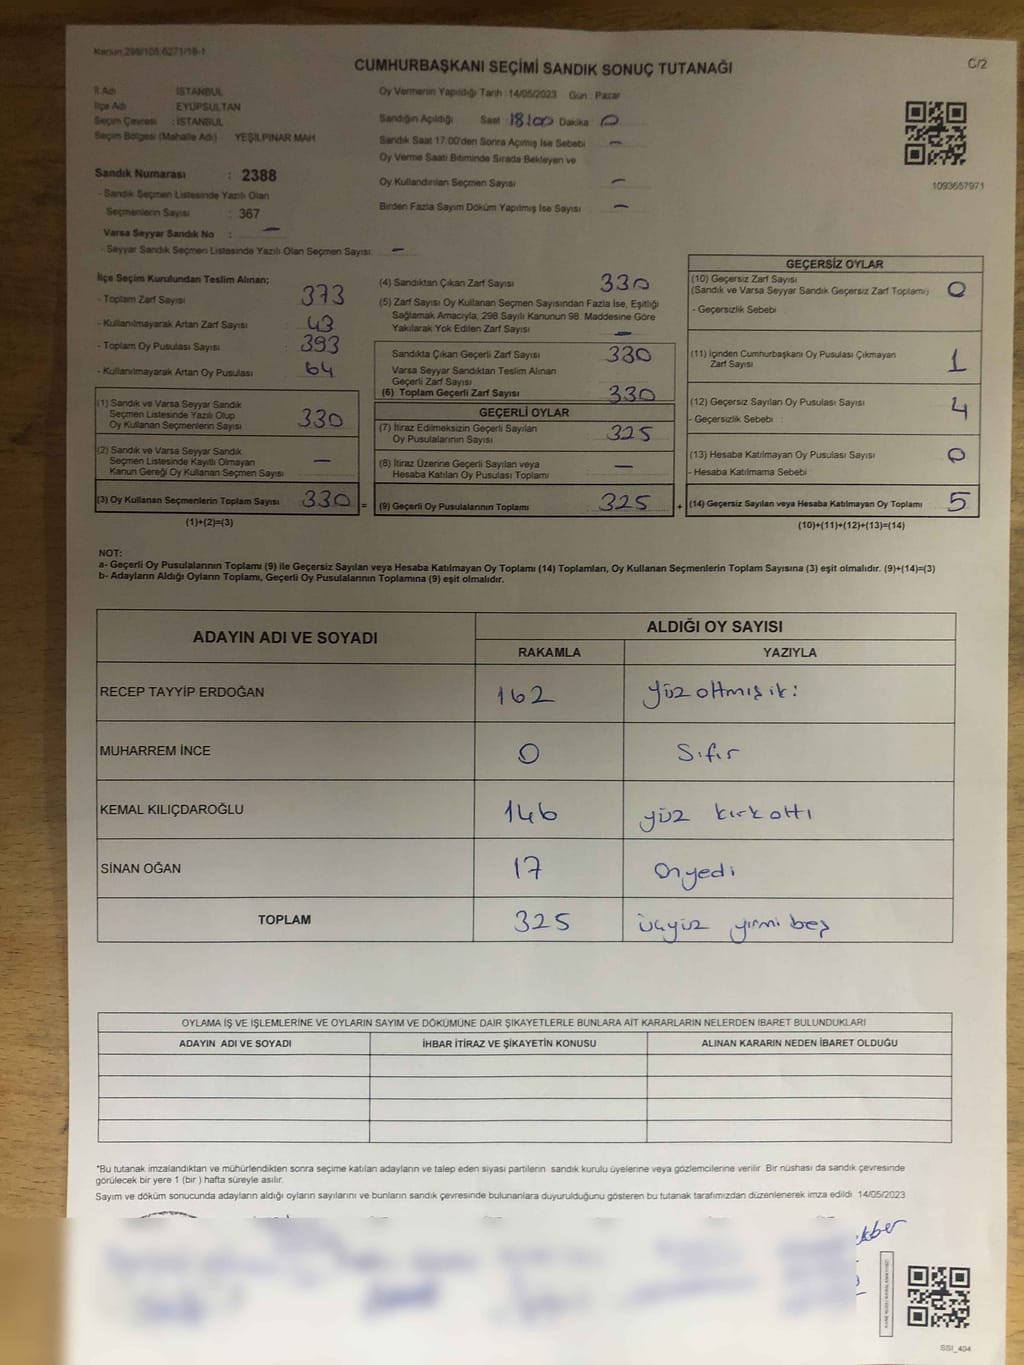 Kanun:298/105;6271/18-1
CUMHURBAŞKANI SEÇİMİ SANDIK SONUÇ TUTANAĞI
C/2
İl Adı : İSTANBUL
İlçe Adı : EYÜPSULTAN
Seçim Çevresi : İSTANBUL
Seçim Bölgesi (Mahalle Adı) YEŞİLPINAR MAH.
Sandık Numarası : 2388
- Sandık Seçmen Listesinde Yazılı Olan
Seçmenlerin Sayısı : 367
Varsa Seyyar Sandık No : —
- Seyyar Sandık Seçmen Listesinde Yazılı Olan Seçmen Sayısı: —
Oy Vermenin Yapıldığı Tarih :14/05/2023 Gün : Pazar
Sandığın Açıldığı Saat 18:00 Dakika 0
Sandık Saat 17.00'den Sonra Açılmış İse Sebebi —
Oy Verme Saati Bitiminde Sırada Bekleyen ve
Oy Kullandırılan Seçmen Sayısı —
Birden Fazla Sayım Döküm Yapılmış İse Sayısı —
1093657971
İlçe Seçim Kurulundan Teslim Alınan;
- Toplam Zarf Sayısı : 373
- Kullanılmayarak Artan Zarf Sayısı : 43
- Toplam Oy Pusulası Sayısı : 393
- Kullanılmayarak Artan Oy Pusulası : 64
(1) Sandık ve Varsa Seyyar Sandık
Seçmen Listesinde Yazılı Olup
Oy Kullanan Seçmenlerin Sayısı 330
(2) Sandık ve Varsa Seyyar Sandık
Seçmen Listesinde Kayıtlı Olmayan
Kanun Gereği Oy Kullanan Seçmen Sayısı —
(3) Oy Kullanan Seçmenlerin Toplam Sayısı 330 =
(1)+(2)=(3)
(4) Sandıktan Çıkan Zarf Sayısı 330
(5) Zarf Sayısı Oy Kullanan Seçmen Sayısından Fazla İse, Eşitliği
Sağlamak Amacıyla, 298 Sayılı Kanunun 98. Maddesine Göre
Yakılarak Yok Edilen Zarf Sayısı —
Sandıkta Çıkan Geçerli Zarf Sayısı 330
Varsa Seyyar Sandıktan Teslim Alınan
Geçerli Zarf Sayısı
(6) Toplam Geçerli Zarf Sayısı 330
GEÇERLİ OYLAR
(7) İtiraz Edilmeksizin Geçerli Sayılan
Oy Pusulalarının Sayısı 325
(8) İtiraz Üzerine Geçerli Sayılan veya
Hesaba Katılan Oy Pusulası Toplamı —
(9) Geçerli Oy Pusulalarının Toplamı 325 +
GEÇERSİZ OYLAR
(10) Geçersiz Zarf Sayısı
(Sandık ve Varsa Seyyar Sandık Geçersiz Zarf Toplamı) 0
- Geçersizlik Sebebi :
(11) İçinden Cumhurbaşkanı Oy Pusulası Çıkmayan
Zarf Sayısı 1
(12) Geçersiz Sayılan Oy Pusulası Sayısı 4
- Geçersizlik Sebebi :
(13) Hesaba Katılmayan Oy Pusulası Sayısı 0
- Hesaba Katılmama Sebebi :
(14) Geçersiz Sayılan veya Hesaba Katılmayan Oy Toplamı 5
(10)+(11)+(12)+(13)=(14)
NOT:
a- Geçerli Oy Pusulalarının Toplamı (9) ile Geçersiz Sayılan veya Hesaba Katılmayan Oy Toplamı (14) Toplamları, Oy Kullanan Seçmenlerin Toplam Sayısına (3) eşit olmalıdır. (9)+(14)=(3)
b- Adayların Aldığı Oyların Toplamı, Geçerli Oy Pusulalarının Toplamına (9) eşit olmalıdır.
ADAYIN ADI VE SOYADI
ALDIĞI OY SAYISI
RAKAMLA YAZIYLA
RECEP TAYYİP ERDOĞAN 162 yüz altmış iki
MUHARREM İNCE 0 Sıfır
KEMAL KILIÇDAROĞLU 146 yüz kırk altı
SİNAN OĞAN 17 Onyedi
TOPLAM 325 üçyüz yirmi beş
OYLAMA İŞ VE İŞLEMLERİNE VE OYLARIN SAYIM VE DÖKÜMÜNE DAİR ŞİKAYETLERLE BUNLARA AİT KARARLARIN NELERDEN İBARET BULUNDUKLARI
ADAYIN ADI VE SOYADI İHBAR İTİRAZ VE ŞİKAYETİN KONUSU ALINAN KARARIN NEDEN İBARET OLDUĞU
*Bu tutanak imzalandıktan ve mühürlendikten sonra seçime katılan adayların ve talep eden siyasi partilerin sandık kurulu üyelerine veya gözlemcilerine verilir. Bir nüshası da sandık çevresinde
görülecek bir yere 1 (bir ) hafta süreyle asılır.
Sayım ve döküm sonucunda adayların aldığı oyların sayılarını ve bunların sandık çevresinde bulunanlara duyurulduğunu gösteren bu tutanak tarafımızdan düzenlenerek imza edildi. 14/05/2023
SSI_404